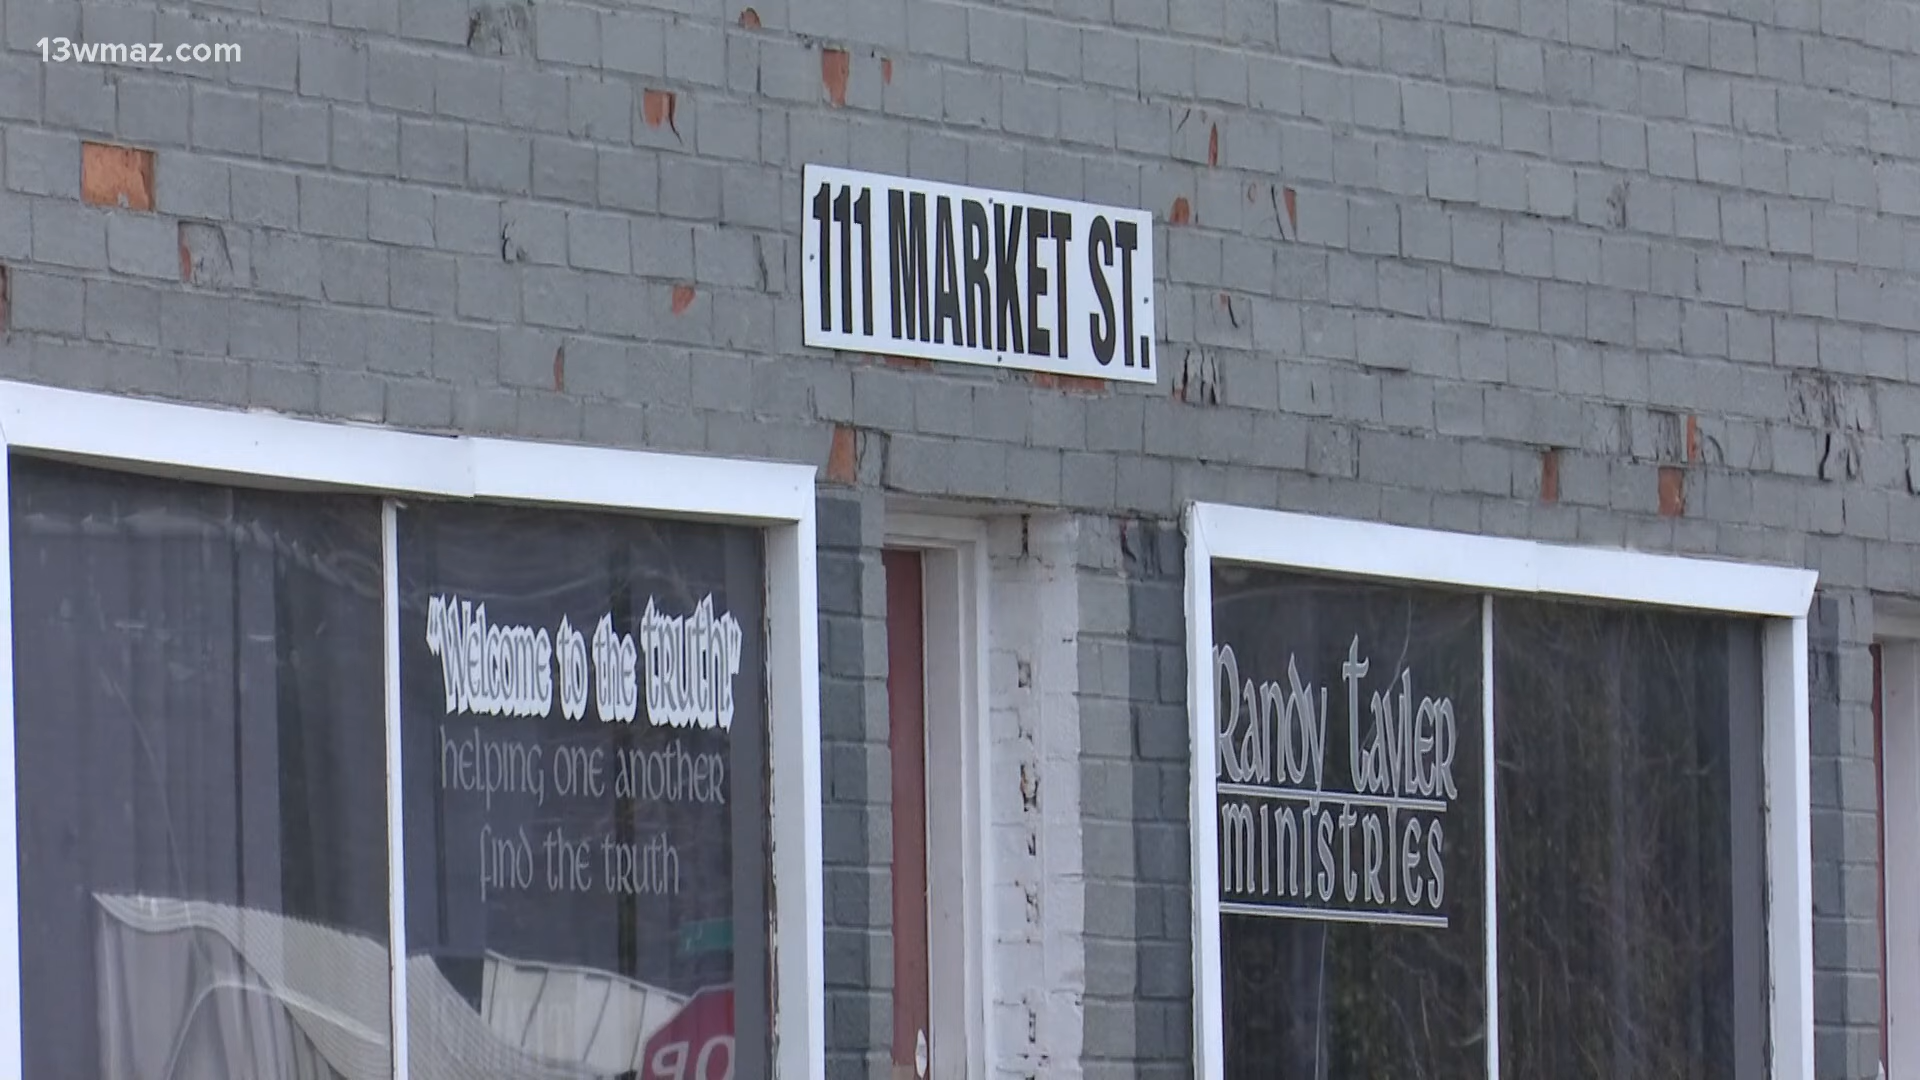 13wmaz.com
111 MARKET ST.
"Welcome to the truth!"
helping one another
find the truth
Randy Tayler
ministries